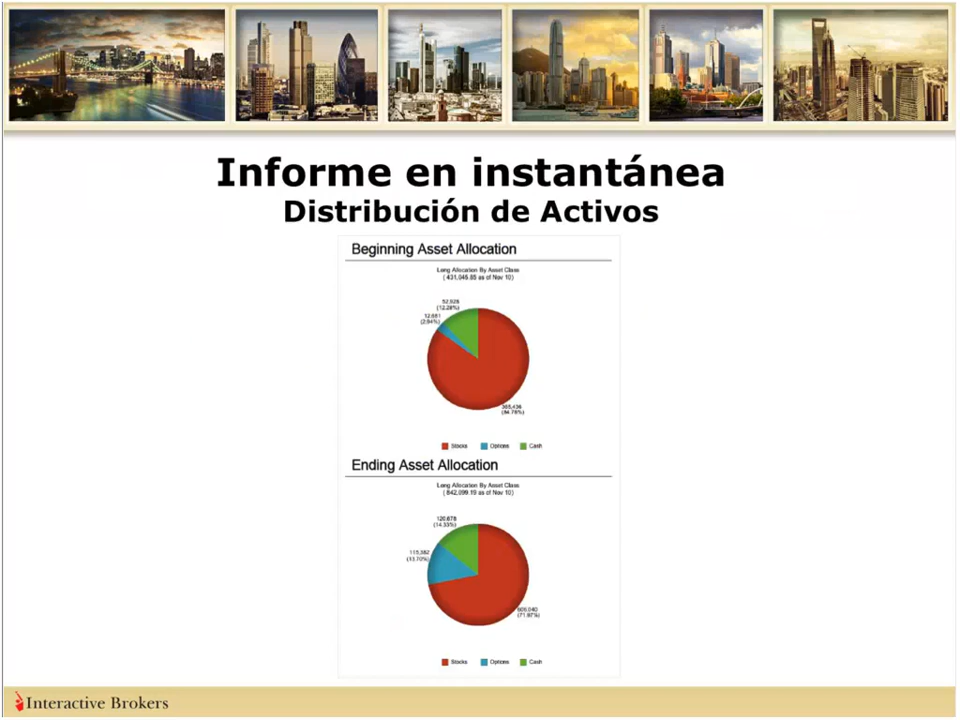 Informe en instantánea
Distribución de Activos
Beginning Asset Allocation
Long Allocation By Asset Class
( 431,045.85 as of Nov 10)
52,928
(12.28%)
12,681
(2.94%)
365,436
(84.78%)
Stocks Options Cash
Ending Asset Allocation
Long Allocation By Asset Class
( 842,099.19 as of Nov 10)
120,678
(14.33%)
115,382
(13.70%)
606,040
(71.97%)
Stocks Options Cash
Interactive Brokers